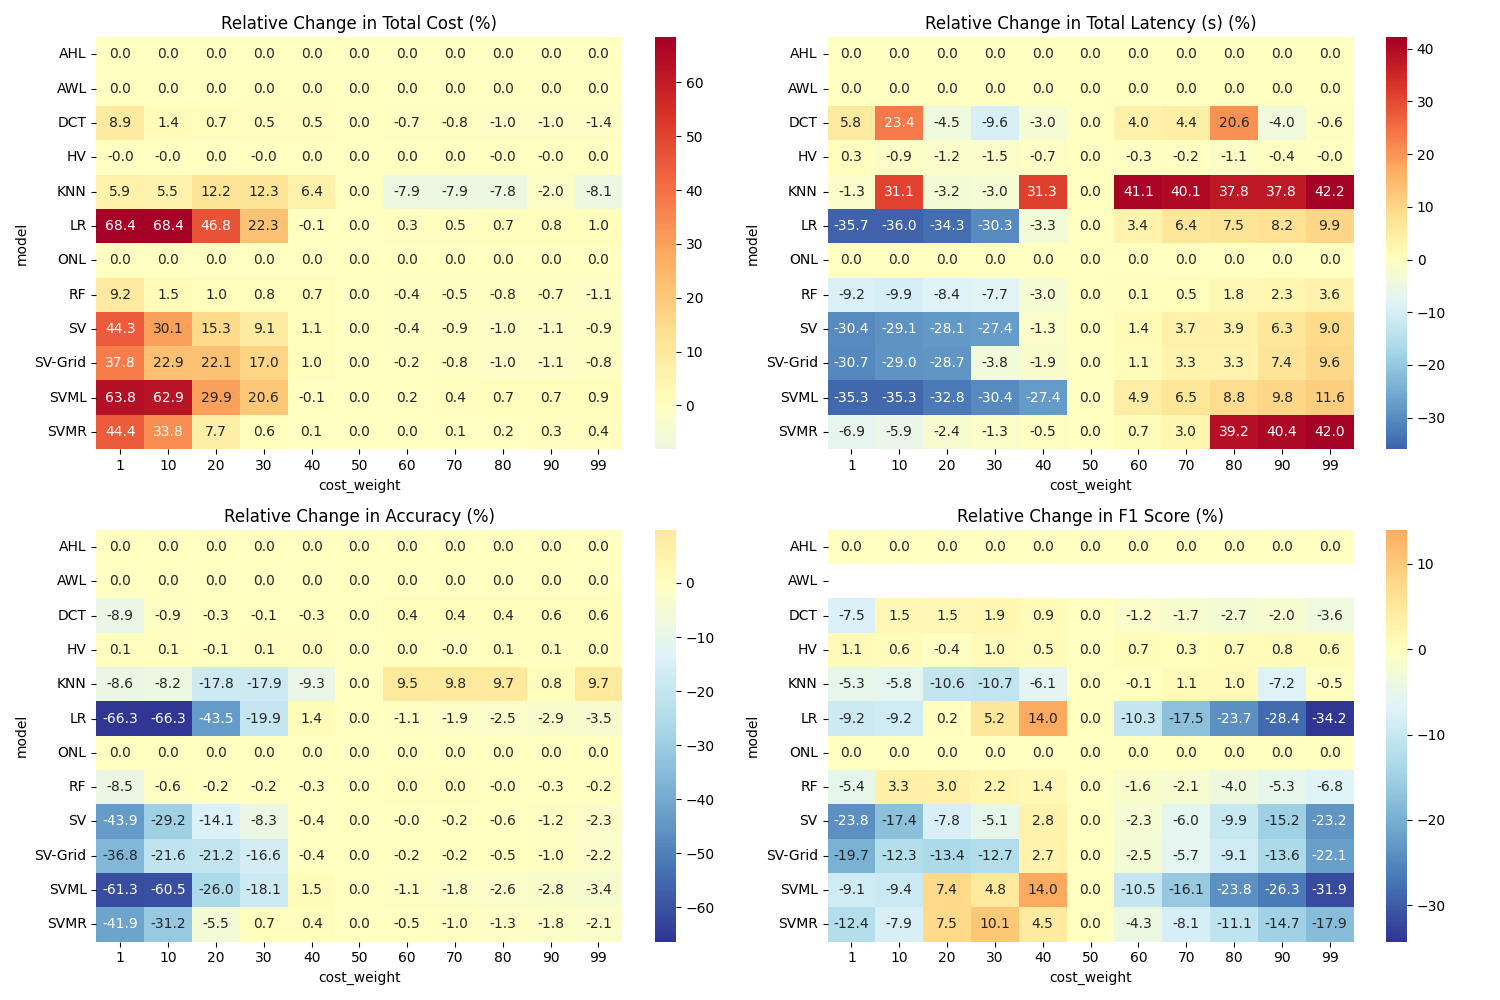 Relative Change in Total Cost (%)
AHL 0.0 0.0 0.0 0.0 0.0 0.0 0.0 0.0 0.0 0.0 0.0
AWL 0.0 0.0 0.0 0.0 0.0 0.0 0.0 0.0 0.0 0.0 0.0
DCT 8.9 1.4 0.7 0.5 0.5 0.0 -0.7 -0.8 -1.0 -1.0 -1.4
HV -0.0 -0.0 0.0 -0.0 0.0 0.0 0.0 0.0 -0.0 -0.0 0.0
KNN 5.9 5.5 12.2 12.3 6.4 0.0 -7.9 -7.9 -7.8 -2.0 -8.1
LR 68.4 68.4 46.8 22.3 -0.1 0.0 0.3 0.5 0.7 0.8 1.0
ONL 0.0 0.0 0.0 0.0 0.0 0.0 0.0 0.0 0.0 0.0 0.0
RF 9.2 1.5 1.0 0.8 0.7 0.0 -0.4 -0.5 -0.8 -0.7 -1.1
SV 44.3 30.1 15.3 9.1 1.1 0.0 -0.4 -0.9 -1.0 -1.1 -0.9
SV-Grid 37.8 22.9 22.1 17.0 1.0 0.0 -0.2 -0.8 -1.0 -1.1 -0.8
SVML 63.8 62.9 29.9 20.6 -0.1 0.0 0.2 0.4 0.7 0.7 0.9
SVMR 44.4 33.8 7.7 0.6 0.1 0.0 0.0 0.1 0.2 0.3 0.4
1 10 20 30 40 50 60 70 80 90 99
cost_weight
model
60
50
40
30
20
10
0
Relative Change in Total Latency (s) (%)
AHL 0.0 0.0 0.0 0.0 0.0 0.0 0.0 0.0 0.0 0.0 0.0
AWL 0.0 0.0 0.0 0.0 0.0 0.0 0.0 0.0 0.0 0.0 0.0
DCT 5.8 23.4 -4.5 -9.6 -3.0 0.0 4.0 4.4 20.6 -4.0 -0.6
HV 0.3 -0.9 -1.2 -1.5 -0.7 0.0 -0.3 -0.2 -1.1 -0.4 -0.0
KNN -1.3 31.1 -3.2 -3.0 31.3 0.0 41.1 40.1 37.8 37.8 42.2
LR -35.7 -36.0 -34.3 -30.3 -3.3 0.0 3.4 6.4 7.5 8.2 9.9
ONL 0.0 0.0 0.0 0.0 0.0 0.0 0.0 0.0 0.0 0.0 0.0
RF -9.2 -9.9 -8.4 -7.7 -3.0 0.0 0.1 0.5 1.8 2.3 3.6
SV -30.4 -29.1 -28.1 -27.4 -1.3 0.0 1.4 3.7 3.9 6.3 9.0
SV-Grid -30.7 -29.0 -28.7 -3.8 -1.9 0.0 1.1 3.3 3.3 7.4 9.6
SVML -35.3 -35.3 -32.8 -30.4 -27.4 0.0 4.9 6.5 8.8 9.8 11.6
SVMR -6.9 -5.9 -2.4 -1.3 -0.5 0.0 0.7 3.0 39.2 40.4 42.0
1 10 20 30 40 50 60 70 80 90 99
cost_weight
model
40
30
20
10
0
−10
−20
−30
Relative Change in Accuracy (%)
AHL 0.0 0.0 0.0 0.0 0.0 0.0 0.0 0.0 0.0 0.0 0.0
AWL 0.0 0.0 0.0 0.0 0.0 0.0 0.0 0.0 0.0 0.0 0.0
DCT -8.9 -0.9 -0.3 -0.1 -0.3 0.0 0.4 0.4 0.4 0.6 0.6
HV 0.1 0.1 -0.1 0.1 0.0 0.0 0.0 -0.0 0.1 0.1 0.0
KNN -8.6 -8.2 -17.8 -17.9 -9.3 0.0 9.5 9.8 9.7 0.8 9.7
LR -66.3 -66.3 -43.5 -19.9 1.4 0.0 -1.1 -1.9 -2.5 -2.9 -3.5
ONL 0.0 0.0 0.0 0.0 0.0 0.0 0.0 0.0 0.0 0.0 0.0
RF -8.5 -0.6 -0.2 -0.2 -0.3 0.0 0.0 0.0 -0.0 -0.3 -0.2
SV -43.9 -29.2 -14.1 -8.3 -0.4 0.0 -0.0 -0.2 -0.6 -1.2 -2.3
SV-Grid -36.8 -21.6 -21.2 -16.6 -0.4 0.0 -0.2 -0.2 -0.5 -1.0 -2.2
SVML -61.3 -60.5 -26.0 -18.1 1.5 0.0 -1.1 -1.8 -2.6 -2.8 -3.4
SVMR -41.9 -31.2 -5.5 0.7 0.4 0.0 -0.5 -1.0 -1.3 -1.8 -2.1
1 10 20 30 40 50 60 70 80 90 99
cost_weight
model
0
−10
−20
−30
−40
−50
−60
Relative Change in F1 Score (%)
AHL 0.0 0.0 0.0 0.0 0.0 0.0 0.0 0.0 0.0 0.0 0.0
AWL
DCT -7.5 1.5 1.5 1.9 0.9 0.0 -1.2 -1.7 -2.7 -2.0 -3.6
HV 1.1 0.6 -0.4 1.0 0.5 0.0 0.7 0.3 0.7 0.8 0.6
KNN -5.3 -5.8 -10.6 -10.7 -6.1 0.0 -0.1 1.1 1.0 -7.2 -0.5
LR -9.2 -9.2 0.2 5.2 14.0 0.0 -10.3 -17.5 -23.7 -28.4 -34.2
ONL 0.0 0.0 0.0 0.0 0.0 0.0 0.0 0.0 0.0 0.0 0.0
RF -5.4 3.3 3.0 2.2 1.4 0.0 -1.6 -2.1 -4.0 -5.3 -6.8
SV -23.8 -17.4 -7.8 -5.1 2.8 0.0 -2.3 -6.0 -9.9 -15.2 -23.2
SV-Grid -19.7 -12.3 -13.4 -12.7 2.7 0.0 -2.5 -5.7 -9.1 -13.6 -22.1
SVML -9.1 -9.4 7.4 4.8 14.0 0.0 -10.5 -16.1 -23.8 -26.3 -31.9
SVMR -12.4 -7.9 7.5 10.1 4.5 0.0 -4.3 -8.1 -11.1 -14.7 -17.9
1 10 20 30 40 50 60 70 80 90 99
cost_weight
model
10
0
−10
−20
−30